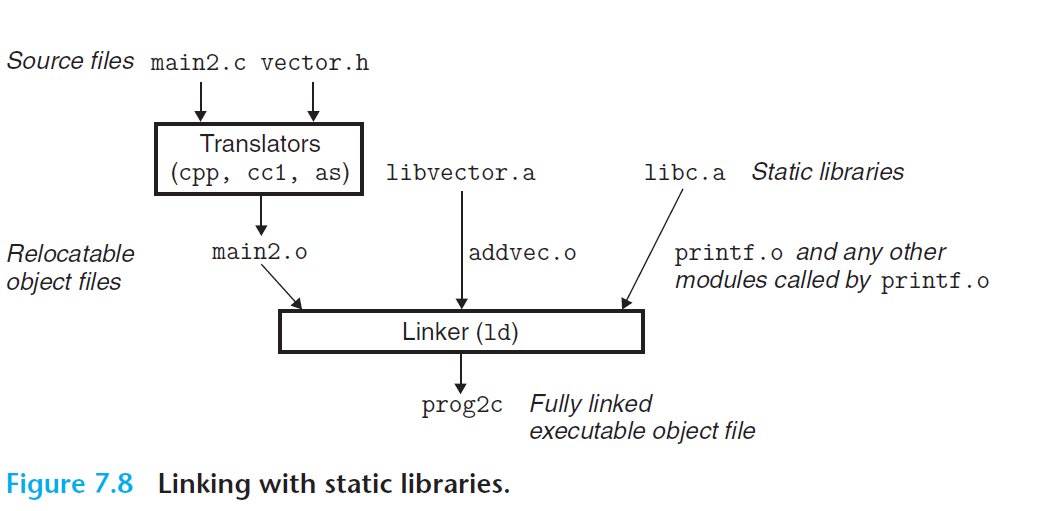 Source files main2.c vector.h
Translators
(cpp, cc1, as)
libvector.a
libc.a Static libraries
Relocatable
object files
main2.o
addvec.o
printf.o and any other
modules called by printf.o
Linker (ld)
prog2c
Fully linked
executable object file
Figure 7.8 Linking with static libraries.